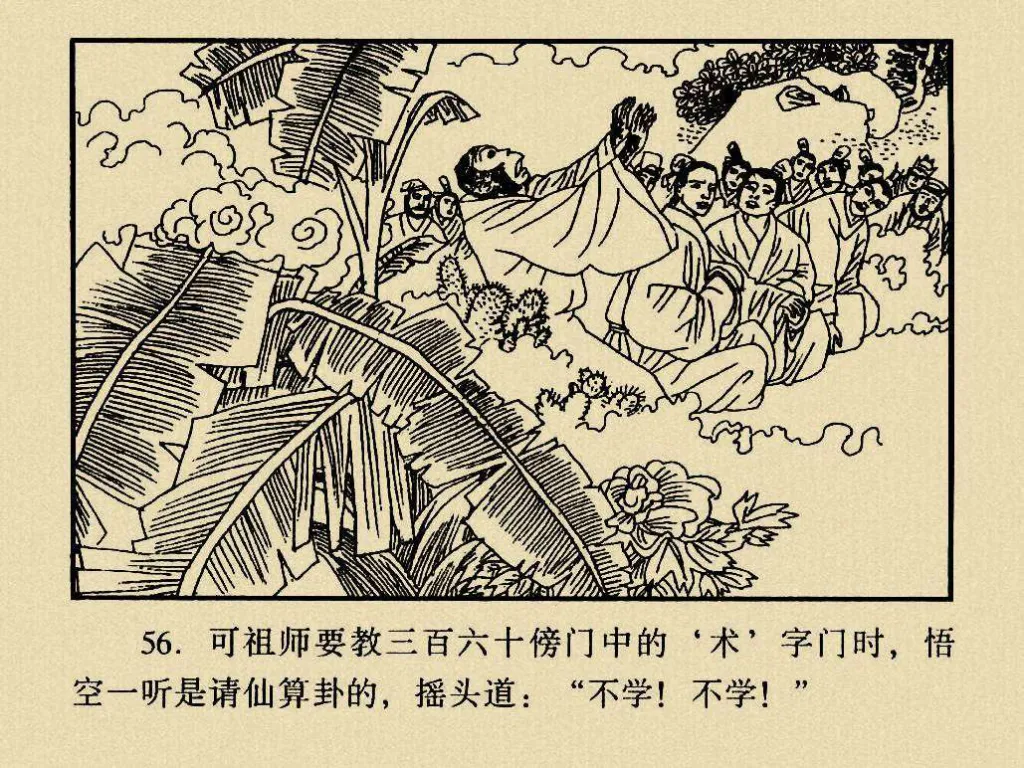 56. 可祖师要教三百六十傍门中的‘术’字门时，悟
空一听是请仙算卦的，摇头道：“不学！不学！”